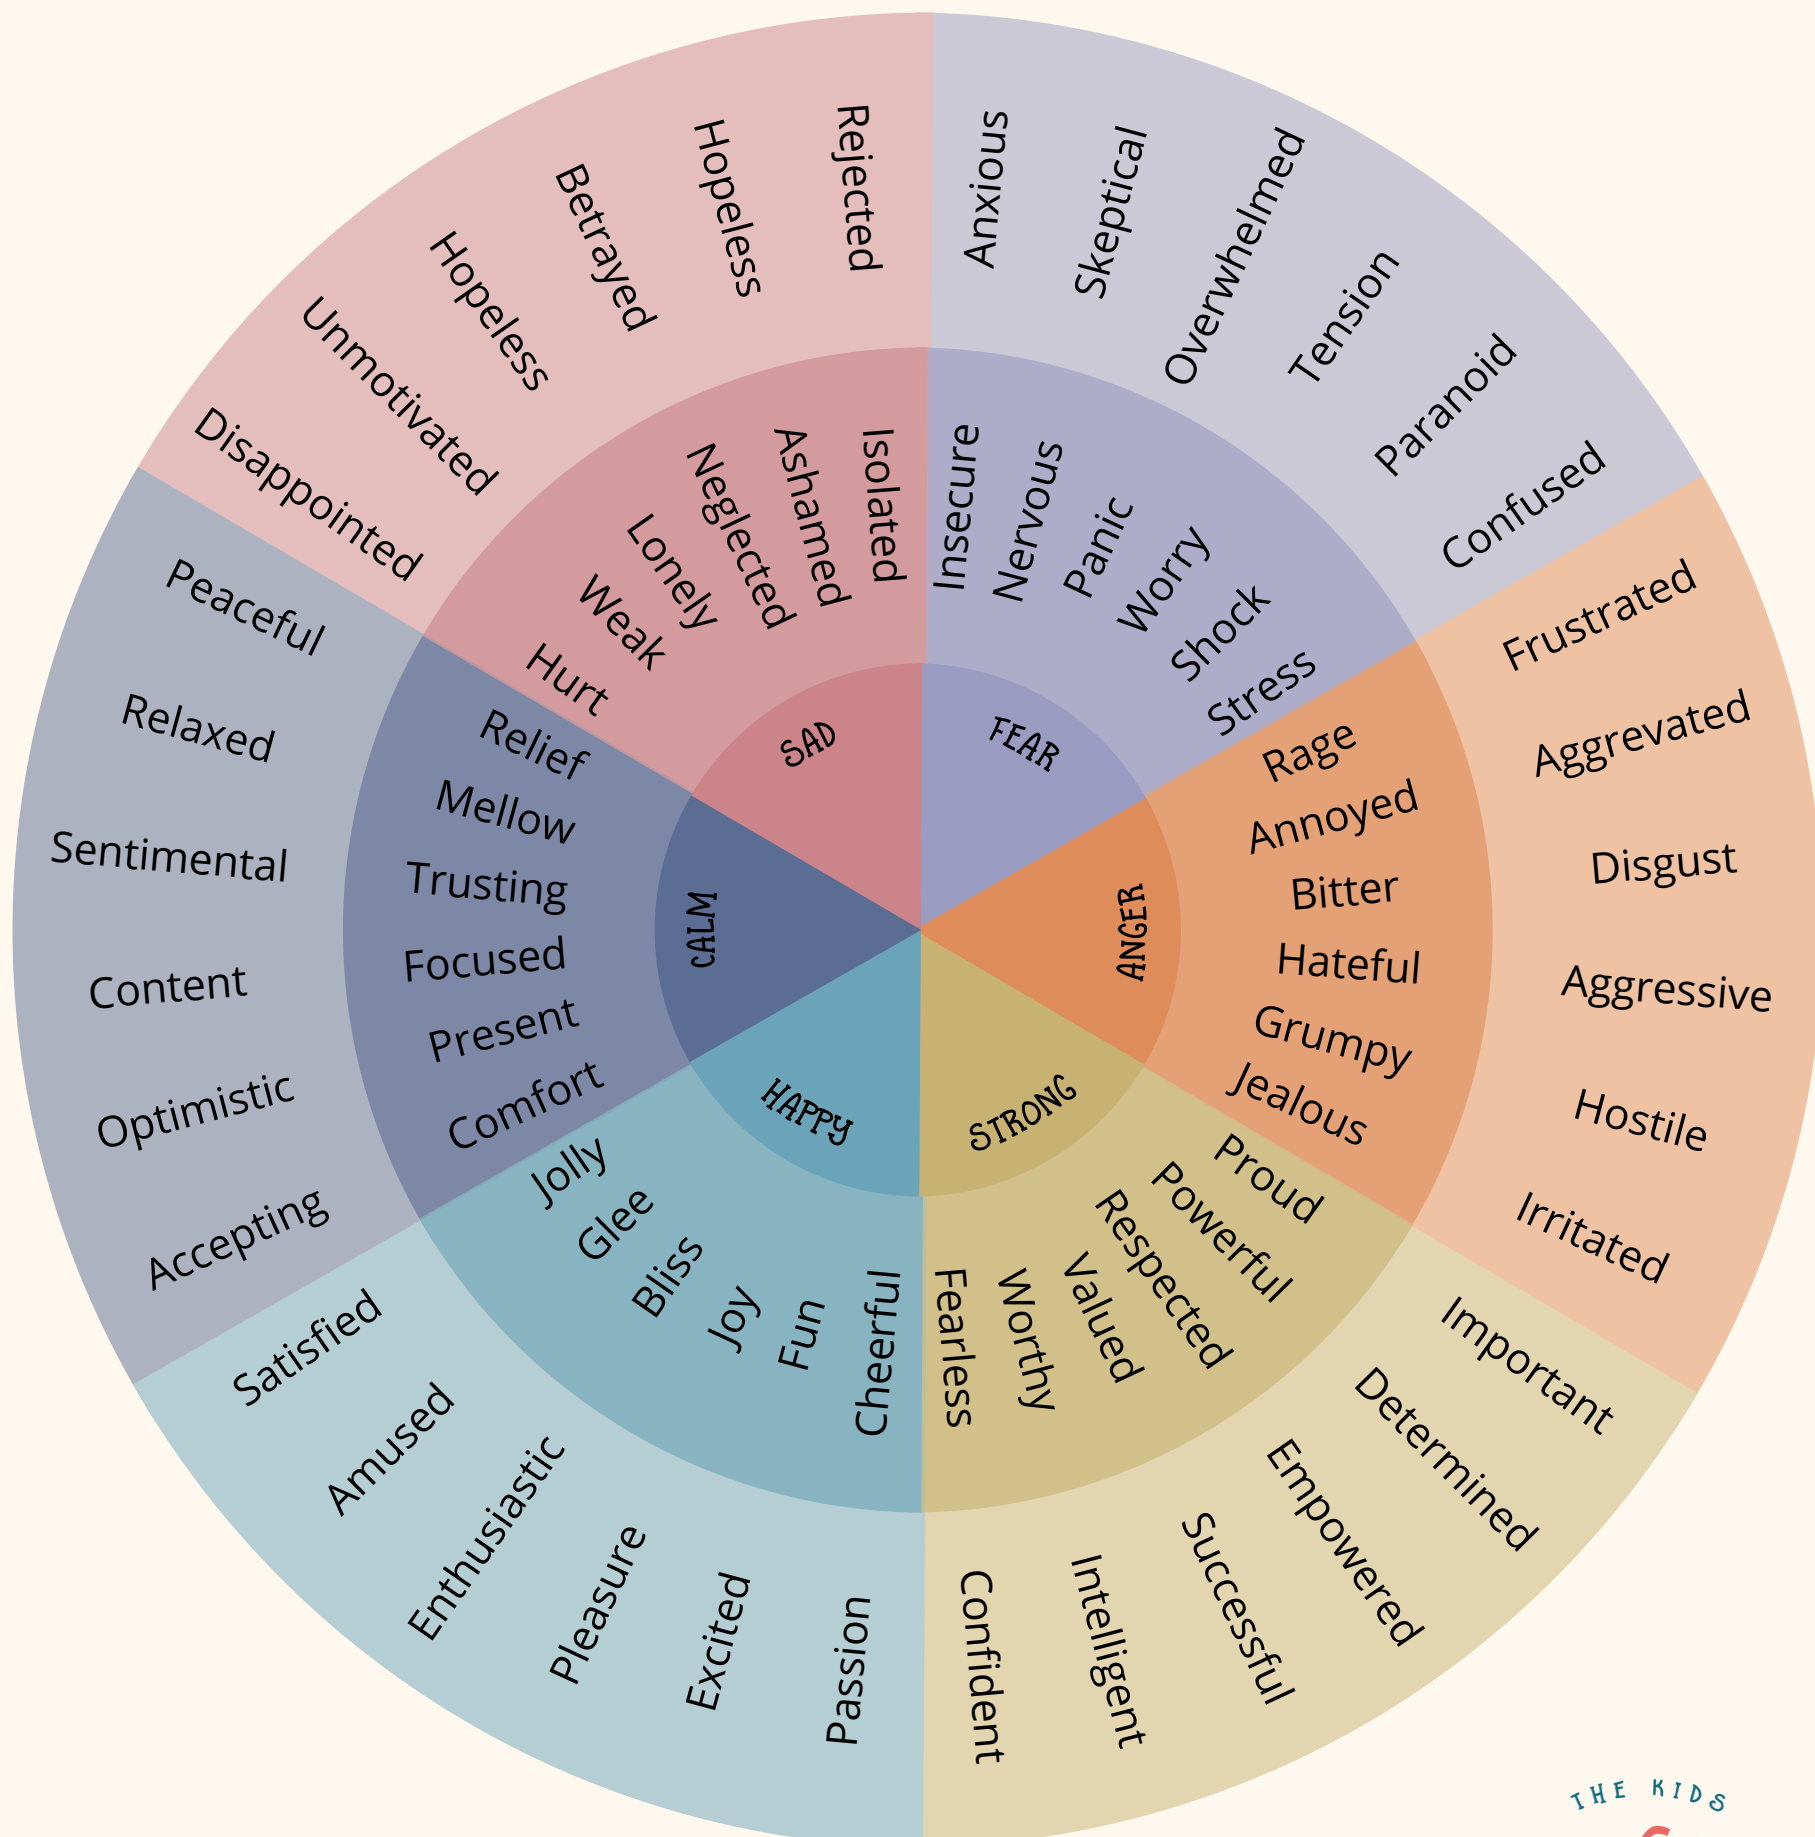 SAD
Hurt
Weak
Lonely
Neglected
Ashamed
Isolated
Disappointed
Unmotivated
Hopeless
Betrayed
Hopeless
Rejected
FEAR
Insecure
Nervous
Panic
Worry
Shock
Stress
Anxious
Skeptical
Overwhelmed
Tension
Paranoid
Confused
ANGER
Rage
Annoyed
Bitter
Hateful
Grumpy
Jealous
Frustrated
Aggrevated
Disgust
Aggressive
Hostile
Irritated
STRONG
Proud
Powerful
Respected
Valued
Worthy
Fearless
Important
Determined
Empowered
Successful
Intelligent
Confident
HAPPY
Cheerful
Fun
Joy
Bliss
Glee
Jolly
Passion
Excited
Pleasure
Enthusiastic
Amused
Satisfied
CALM
Comfort
Present
Focused
Trusting
Mellow
Relief
Accepting
Optimistic
Content
Sentimental
Relaxed
Peaceful
THE KIDS